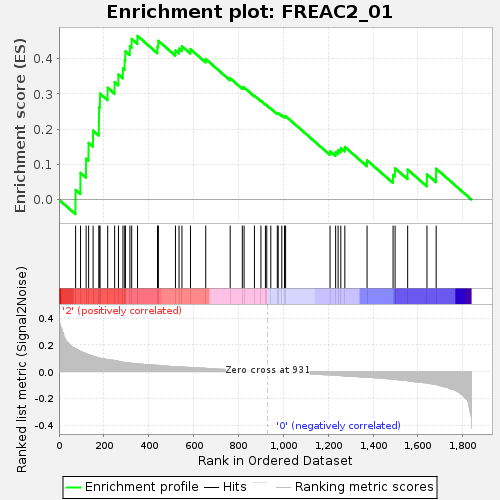 Enrichment plot: FREAC2_01
Enrichment score (ES)
0.4
0.3
0.2
0.1
0.0
'2' (positively correlated)
Zero cross at 931
'0' (negatively correlated)
Ranked list metric (Signal2Noise)
0.4
0.2
0.0
-0.2
-0.4
0 200 400 600 800 1,000 1,200 1,400 1,600 1,800
Rank in Ordered Dataset
Enrichment profile Hits Ranking metric scores